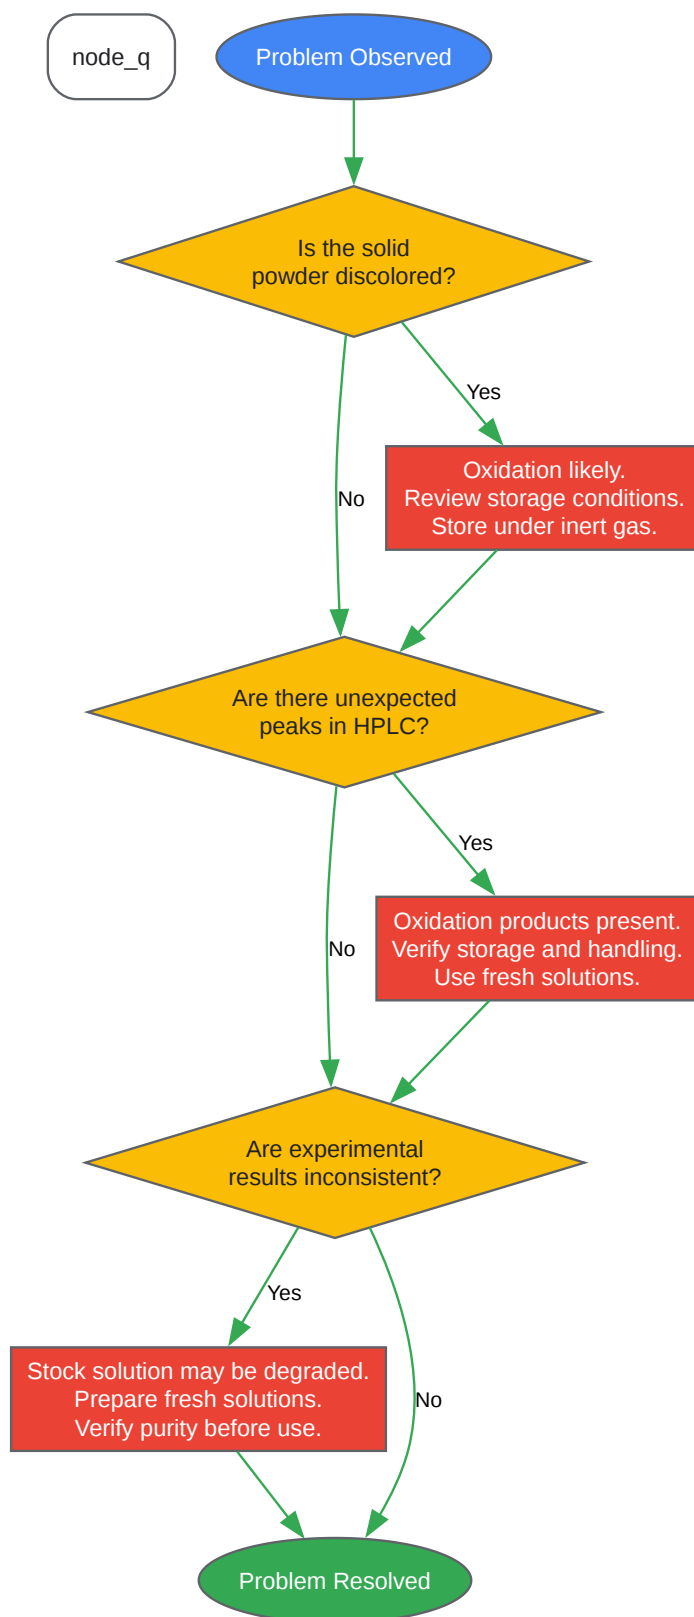 node_q
Problem Observed
Is the solid
powder discolored?
Yes
Oxidation likely.
Review storage conditions.
Store under inert gas.
No
Are there unexpected
peaks in HPLC?
Yes
Oxidation products present.
Verify storage and handling.
Use fresh solutions.
No
Are experimental
results inconsistent?
Yes
Stock solution may be degraded.
Prepare fresh solutions.
Verify purity before use.
No
Problem Resolved